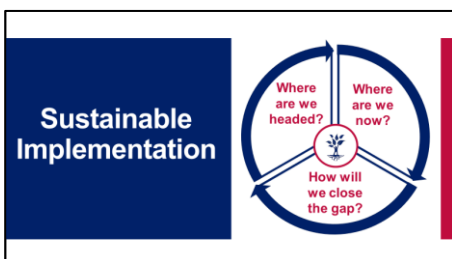 Sustainable
Implementation
Where
are we
headed?
Where
are we
now?
How will
we close
the gap?